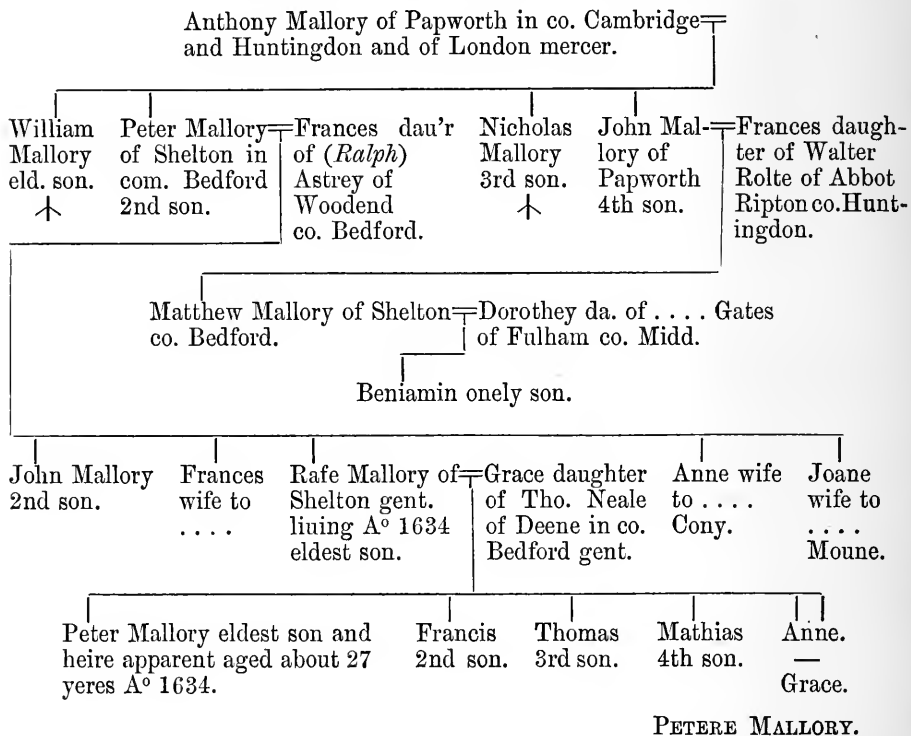 Anthony Mallory of Papworth in co. Cambridge
and Huntingdon and of London mercer.
William
Mallory
eld. son.
Peter Mallory
of Shelton in
com. Bedford
2nd son.
Frances dau'r
of (Ralph)
Astrey of
Woodend
co. Bedford.
Nicholas
Mallory
3rd son.
John Mal-
lory of
Papworth
4th son.
Frances daugh-
ter of Walter
Rolte of Abbot
Ripton co. Hunt-
ingdon.
Matthew Mallory of Shelton
co. Bedford.
Dorothey da. of .... Gates
of Fulham co. Midd.
Beniamin onely son.
John Mallory
2nd son.
Frances
wife to
....
Rafe Mallory of
Shelton gent.
liuing Aº 1634
eldest son.
Grace daughter
of Tho. Neale
of Deene in co.
Bedford gent.
Anne wife
to ....
Cony.
Joane
wife to
....
Moune.
Peter Mallory eldest son and
heire apparent aged about 27
yeres Aº 1634.
Francis
2nd son.
Thomas
3rd son.
Mathias
4th son.
Anne.
—
Grace.
PETERE MALLORY.